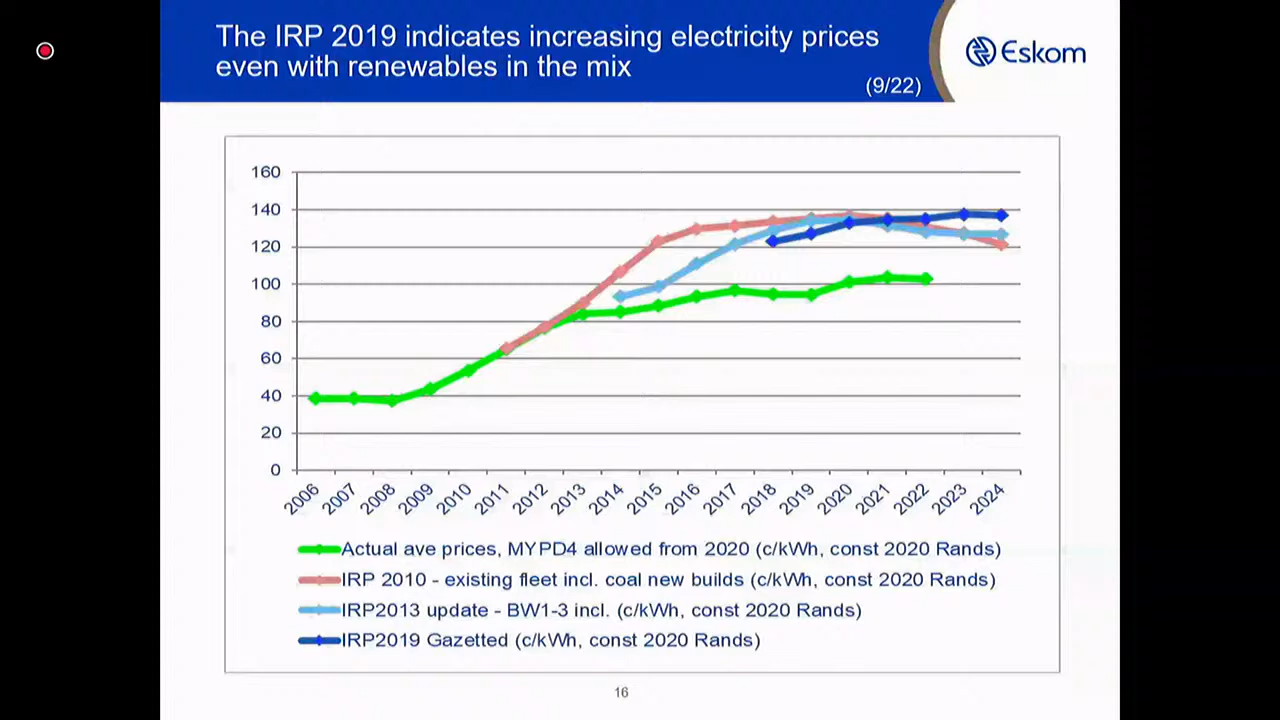 The IRP 2019 indicates increasing electricity prices
even with renewables in the mix
(9/22)
Eskom
160
140
120
100
80
60
40
20
0
2006 2007 2008 2009 2010 2011 2012 2013 2014 2015 2016 2017 2018 2019 2020 2021 2022 2023 2024
Actual ave prices, MYPD4 allowed from 2020 (c/kWh, const 2020 Rands)
IRP 2010 - existing fleet incl. coal new builds (c/kWh, const 2020 Rands)
IRP2013 update - BW1-3 incl. (c/kWh, const 2020 Rands)
IRP2019 Gazetted (c/kWh, const 2020 Rands)
16